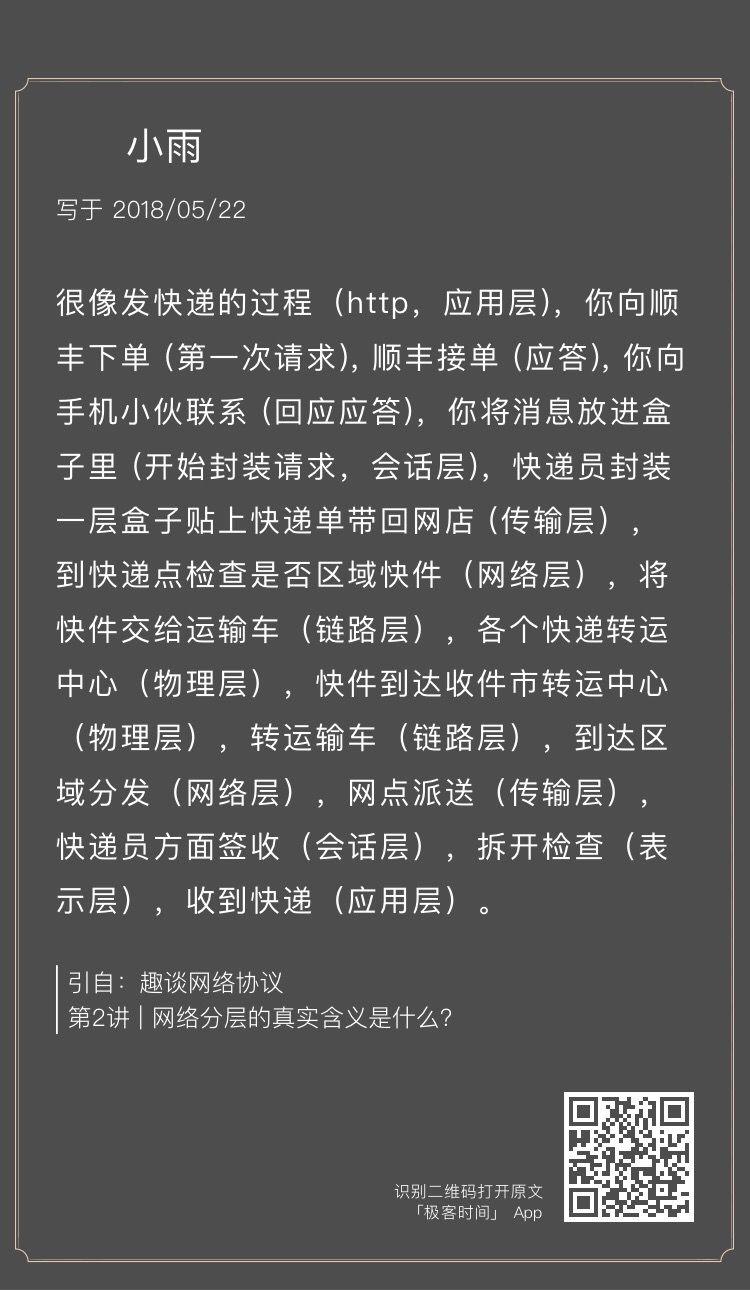 小雨
写于 2018/05/22
很像发快递的过程（http，应用层），你向顺
丰下单 (第一次请求), 顺丰接单 (应答), 你向
手机小伙联系 (回应应答)，你将消息放进盒
子里 (开始封装请求，会话层)，快递员封装
一层盒子贴上快递单带回网店 (传输层），
到快递点检查是否区域快件（网络层），将
快件交给运输车（链路层），各个快递转运
中心（物理层），快件到达收件市转运中心
（物理层），转运输车（链路层），到达区
域分发（网络层），网点派送（传输层），
快递员方面签收（会话层），拆开检查（表
示层），收到快递（应用层）。
引自：趣谈网络协议
第2讲 | 网络分层的真实含义是什么？
识别二维码打开原文
「极客时间」 App